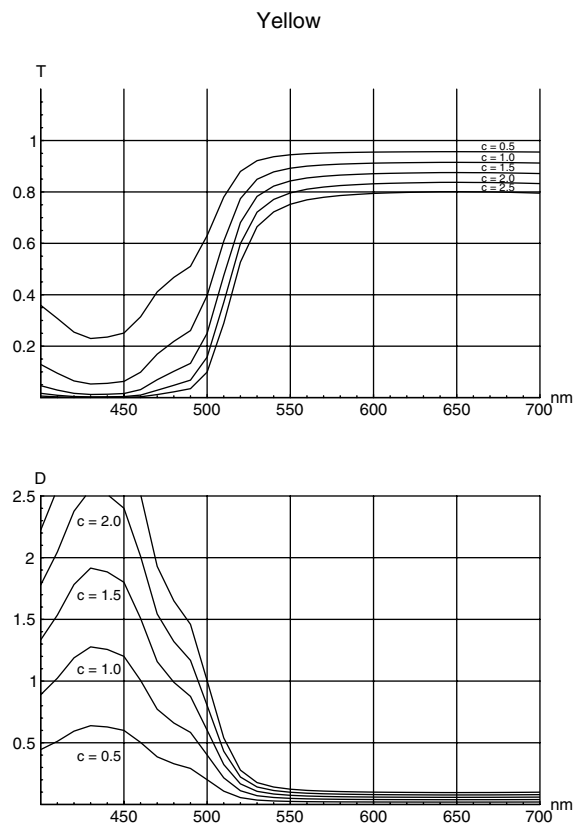 Yellow
T
1
0.8
0.6
0.4
0.2
c = 0.5
c = 1.0
c = 1.5
c = 2.0
c = 2.5
450 500 550 600 650 700 nm
D
2.5
2
1.5
1
0.5
c = 2.0
c = 1.5
c = 1.0
c = 0.5
450 500 550 600 650 700 nm